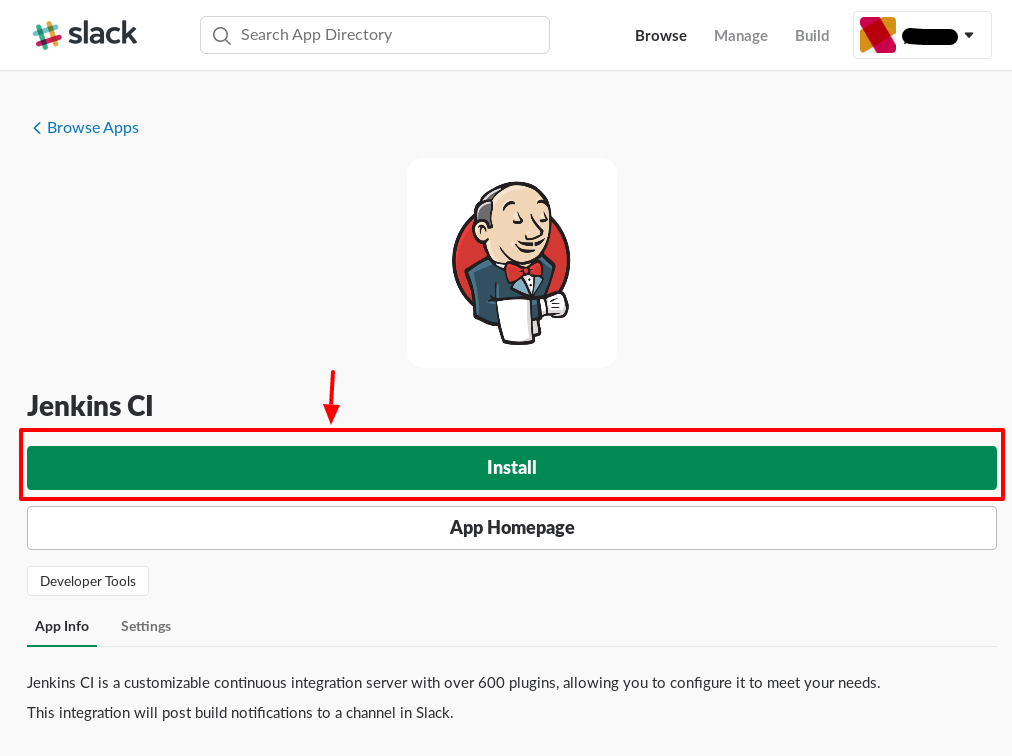 slack
Search App Directory
Browse
Manage
Build
Browse Apps
Jenkins CI
Install
App Homepage
Developer Tools
App Info
Settings
Jenkins CI is a customizable continuous integration server with over 600 plugins, allowing you to configure it to meet your needs.
This integration will post build notifications to a channel in Slack.